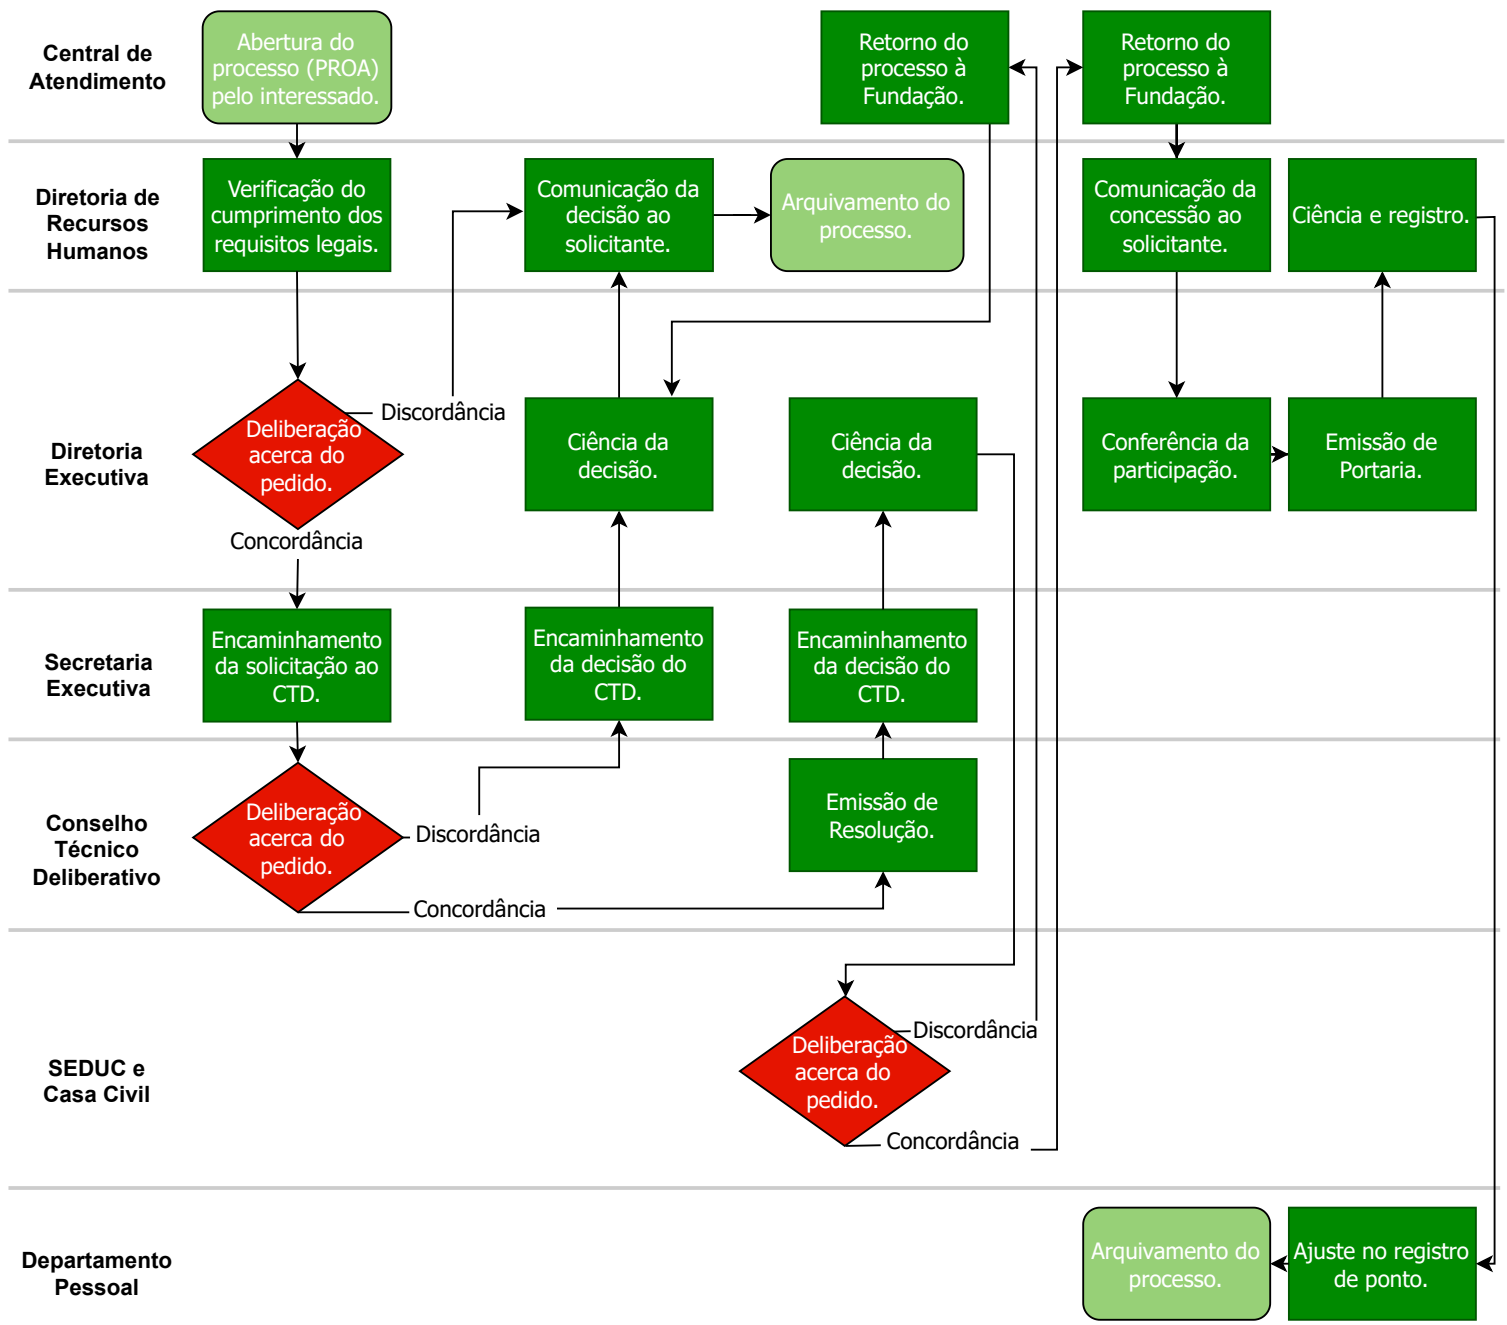 Central de
Atendimento
Abertura do
processo (PROA)
pelo interessado.
Retorno do
processo à
Fundação.
Retorno do
processo à
Fundação.
Diretoria de
Recursos
Humanos
Verificação do
cumprimento dos
requisitos legais.
Comunicação da
decisão ao
solicitante.
Arquivamento do
processo.
Comunicação da
concessão ao
solicitante.
Ciência e registro.
Diretoria
Executiva
Deliberação
acerca do
pedido.
Discordância
Concordância
Ciência da
decisão.
Ciência da
decisão.
Conferência da
participação.
Emissão de
Portaria.
Secretaria
Executiva
Encaminhamento
da solicitação ao
CTD.
Encaminhamento
da decisão do
CTD.
Encaminhamento
da decisão do
CTD.
Conselho
Técnico
Deliberativo
Deliberação
acerca do
pedido.
Discordância
Concordância
Emissão de
Resolução.
SEDUC e
Casa Civil
Deliberação
acerca do
pedido.
Discordância
Concordância
Departamento
Pessoal
Arquivamento do
processo.
Ajuste no registro
de ponto.